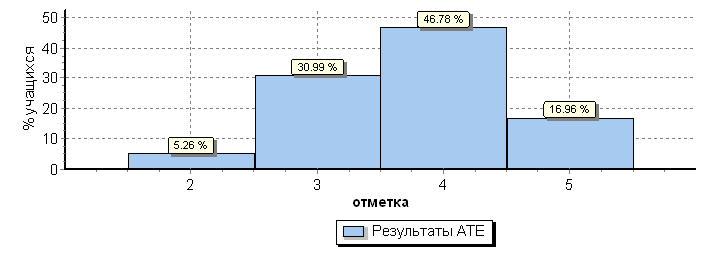 % учащихся
50
40
30
20
10
0
5.26 %
30.99 %
46.78 %
16.96 %
2 3 4 5
отметка
Результаты АТЕ